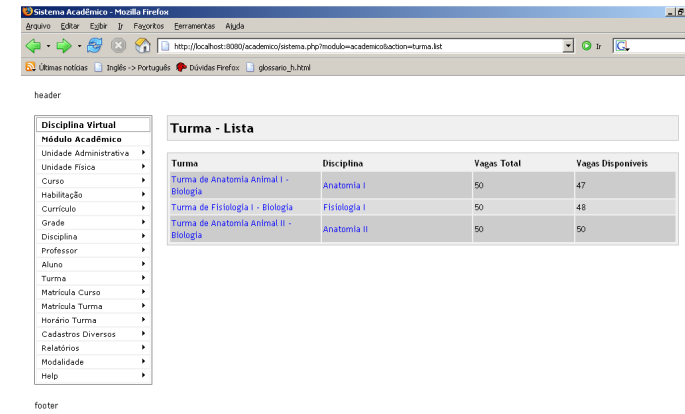 Sistema Acadêmico - Mozilla Firefox
Arquivo Editar Exibir Ir Favoritos Ferramentas Ajuda
http://localhost:8080/academico/sistema.php?modulo=academico&action=turma.list Ir
Últimas notícias Inglês -> Português Dúvidas Firefox glossario_h.html
header
Disciplina Virtual
Módulo Acadêmico
Unidade Administrativa
Unidade Física
Curso
Habilitação
Currículo
Grade
Disciplina
Professor
Aluno
Turma
Matrícula Curso
Matrícula Turma
Horário Turma
Cadastros Diversos
Relatórios
Modalidade
Help
Turma - Lista
Turma Disciplina Vagas Total Vagas Disponíveis
Turma de Anatomia Animal I -
Biologia Anatomia I 50 47
Turma de Fisiologia I - Biologia Fisiologia I 50 48
Turma de Anatomia Animal II -
Biologia Anatomia II 50 50
footer